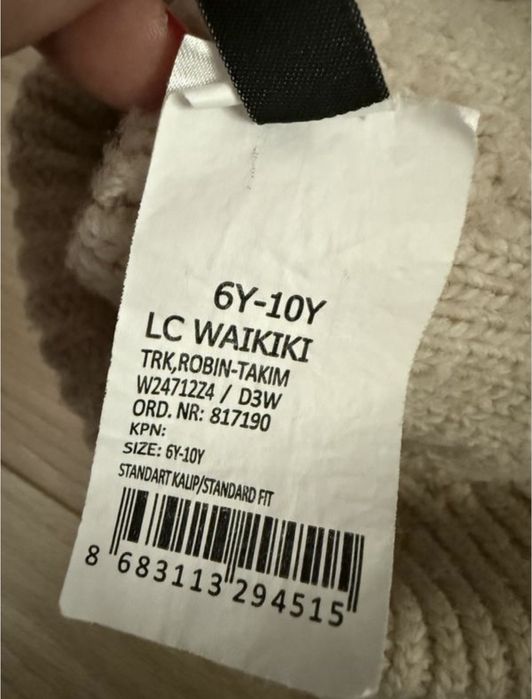 6Y-10Y
LC WAIKIKI
TRK,ROBIN-TAKIM
W24712Z4 / D3W
ORD. NR: 817190
KPN:
SIZE: 6Y-10Y
STANDART KALIP/STANDARD FIT
8 683113 294515